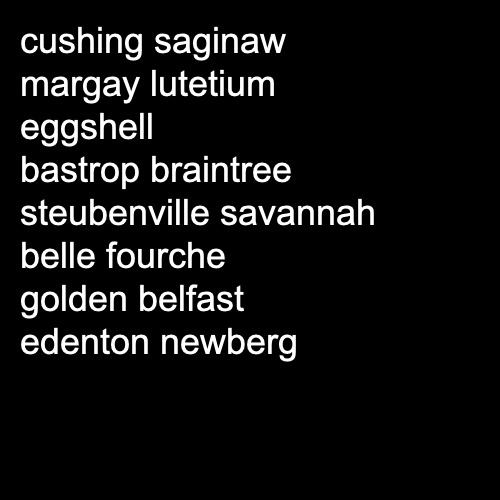 cushing saginaw
margay lutetium
eggshell
bastrop braintree
steubenville savannah
belle fourche
golden belfast
edenton newberg